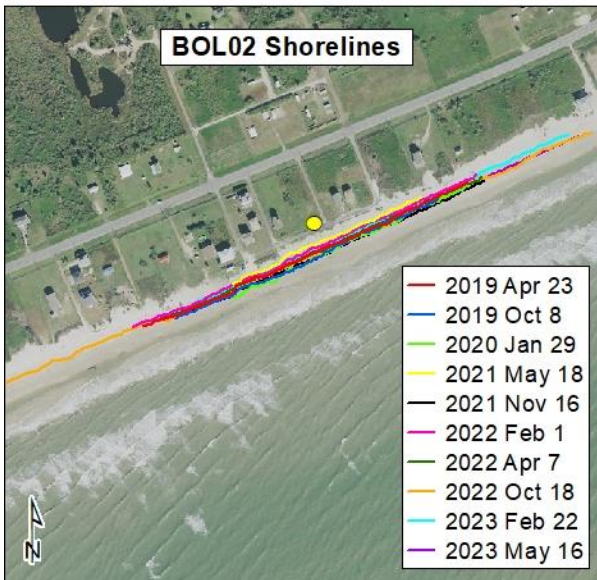 BOL02 Shorelines
2019 Apr 23
2019 Oct 8
2020 Jan 29
2021 May 18
2021 Nov 16
2022 Feb 1
2022 Apr 7
2022 Oct 18
2023 Feb 22
2023 May 16
N